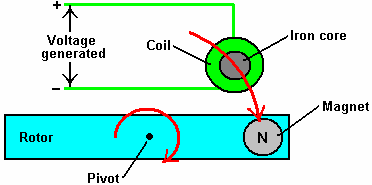 +
Voltage
generated
−
Coil
Iron core
Magnet
Rotor
N
Pivot